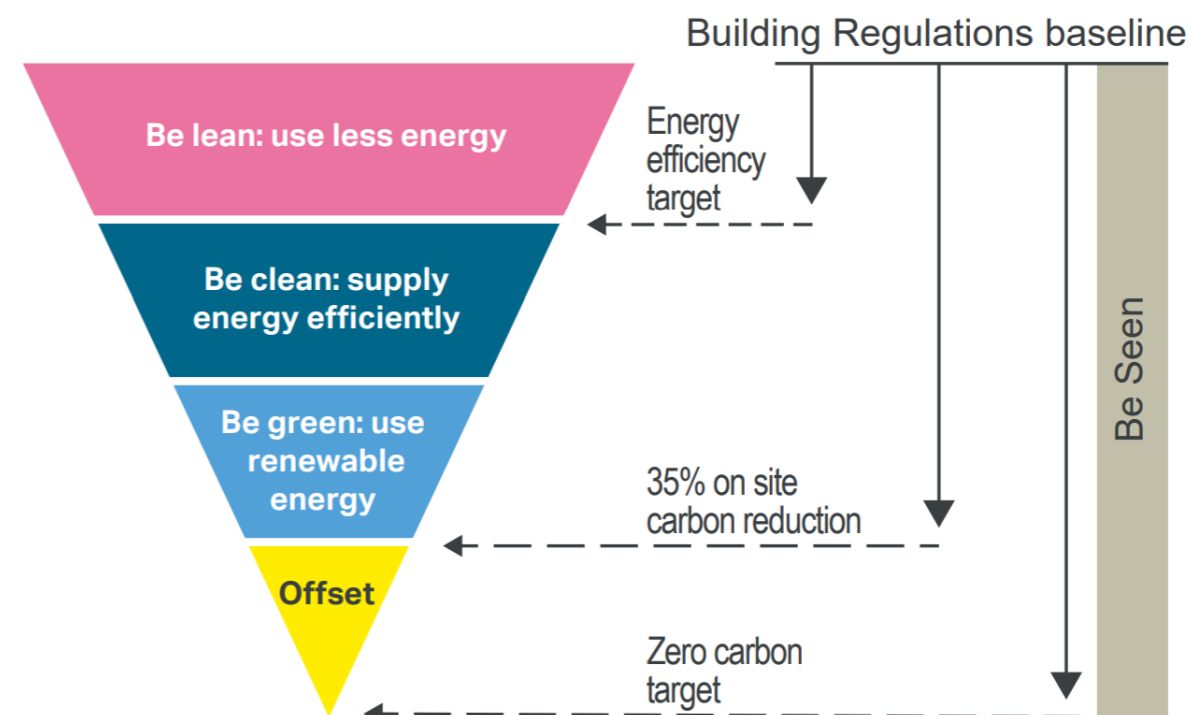 Building Regulations baseline
Be lean: use less energy
Energy
efficiency
target
Be clean: supply
energy efficiently
Be green: use
renewable
energy
35% on site
carbon reduction
Offset
Zero carbon
target
Be Seen